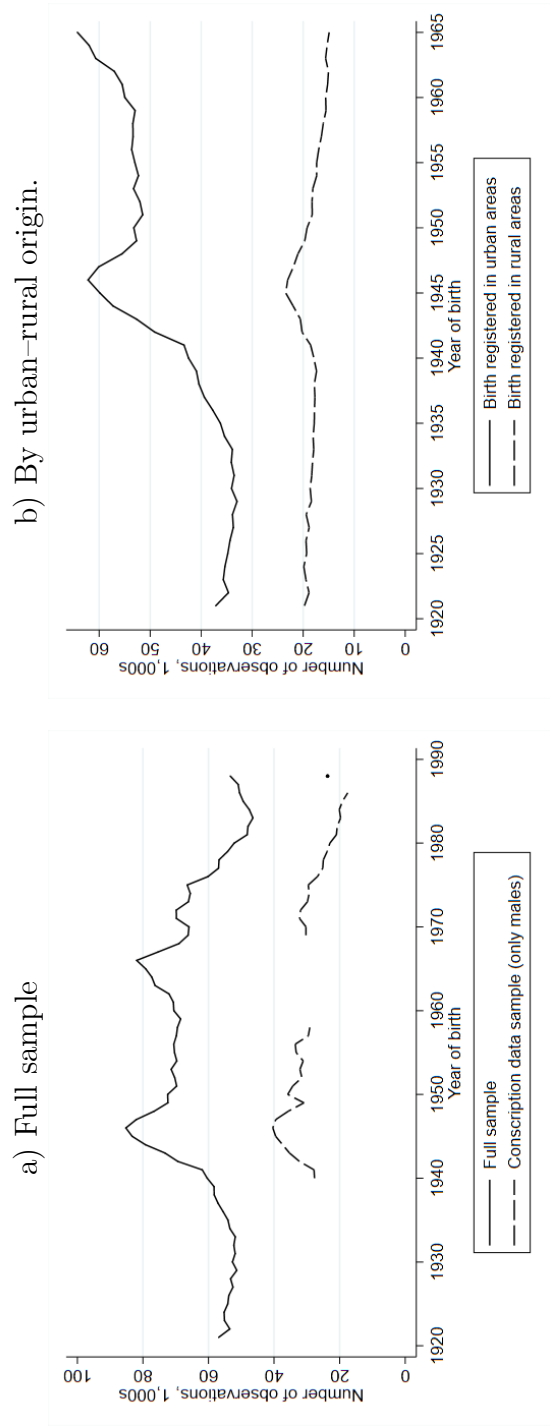 a) Full sample
Number of observations, 1,000s
100
80
60
40
20
0
1920 1930 1940 1950 1960 1970 1980 1990
Year of birth
Full sample
Conscription data sample (only males)
b) By urban–rural origin.
Number of observations, 1,000s
60
50
40
30
20
10
0
1920 1925 1930 1935 1940 1945 1950 1955 1960 1965
Year of birth
Birth registered in urban areas
Birth registered in rural areas